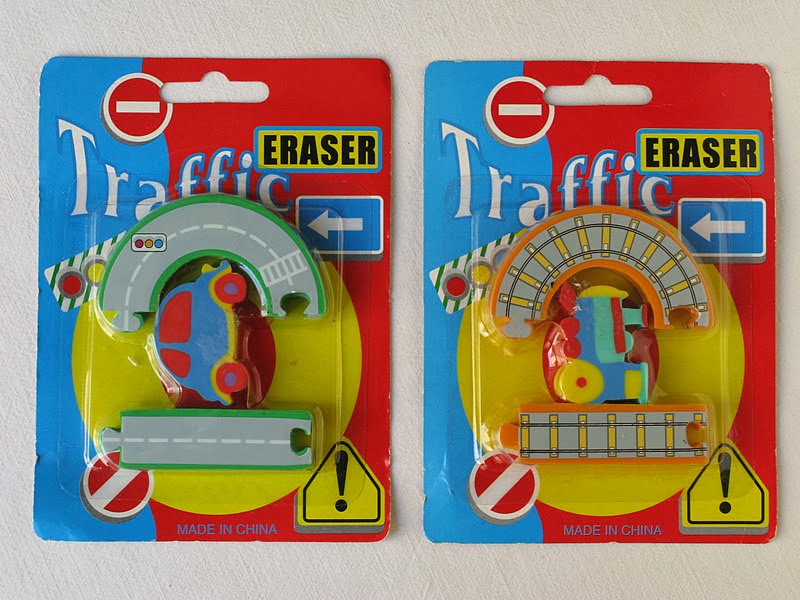 Traffic
ERASER
MADE IN CHINA
Traffic
ERASER
MADE IN CHINA